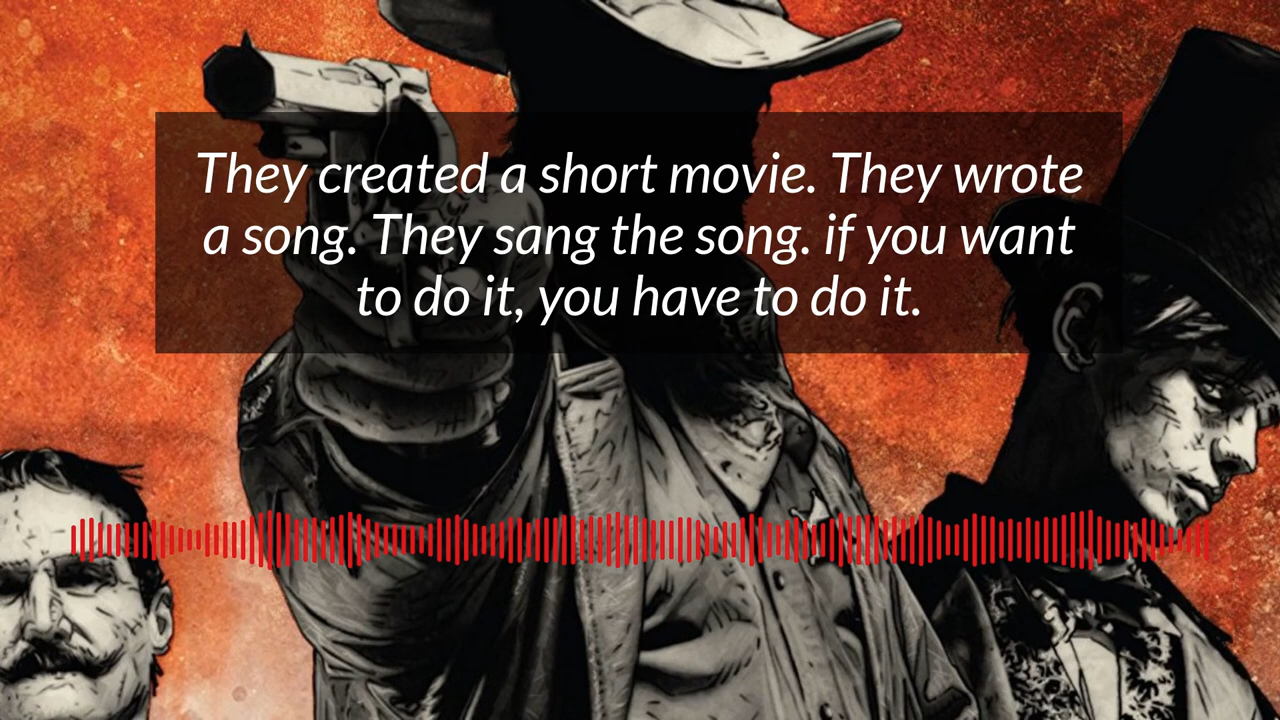 They created a short movie. They wrote
a song. They sang the song. if you want
to do it, you have to do it.